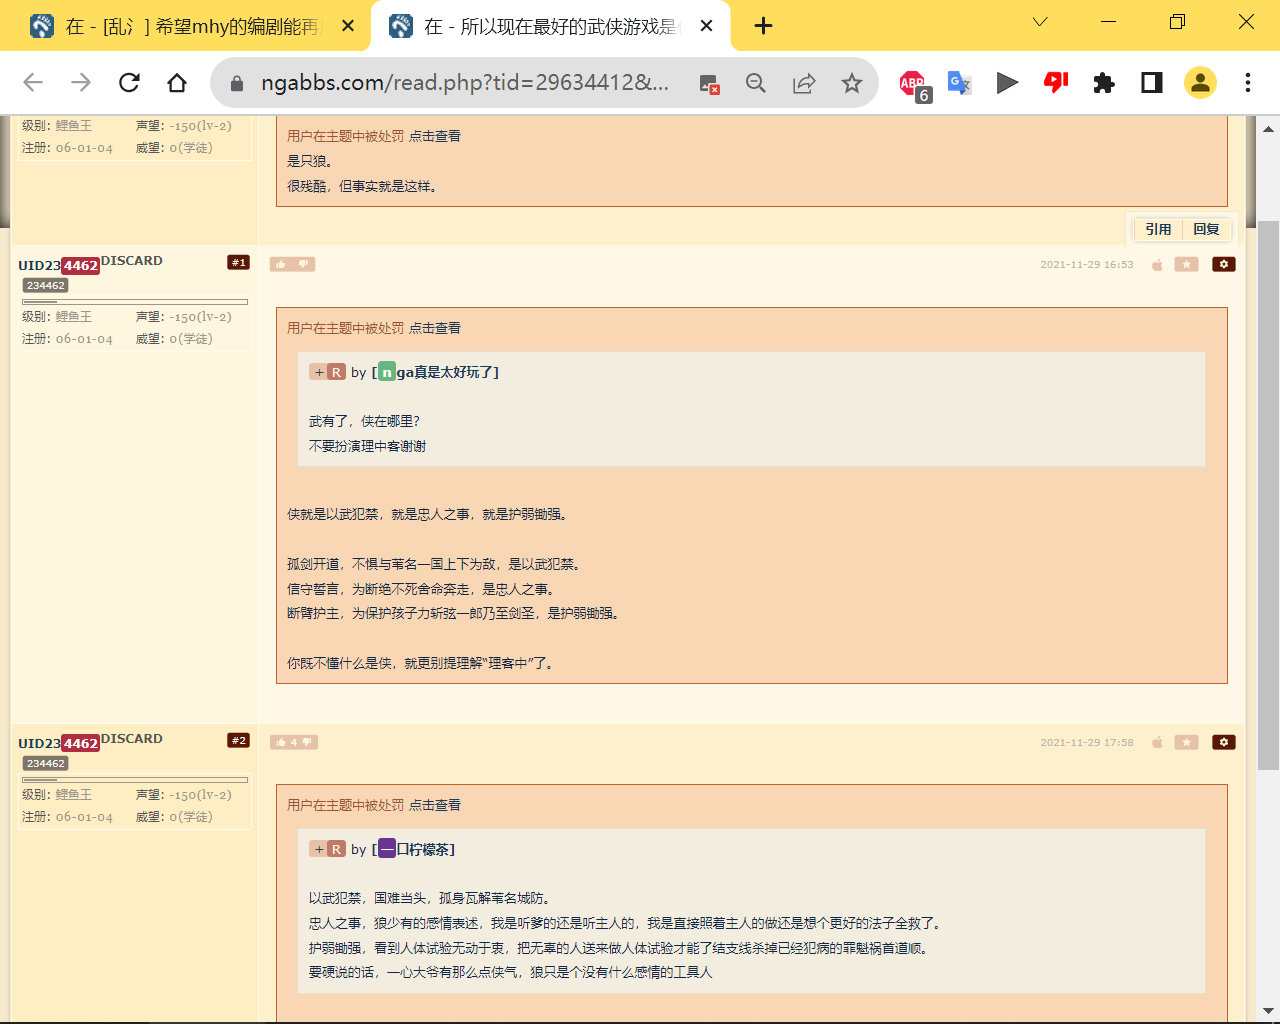 在 - [乱氵] 希望mhy的编剧能再
在 - 所以现在最好的武侠游戏是
ngabbs.com/read.php?tid=29634412&...
ABP
6
级别: 鲤鱼王 声望: -150(lv-2)
注册: 06-01-04 威望: 0(学徒)
用户在主题中被处罚 点击查看
是只狼。
很残酷，但事实就是这样。
引用 回复
UID234462DISCARD #1
234462
级别: 鲤鱼王 声望: -150(lv-2)
注册: 06-01-04 威望: 0(学徒)
2021-11-29 16:53
用户在主题中被处罚 点击查看
+ R by [nga真是太好玩了]
武有了，侠在哪里?
不要扮演理中客谢谢
侠就是以武犯禁，就是忠人之事，就是护弱锄强。
孤剑开道，不惧与苇名一国上下为敌，是以武犯禁。
信守誓言，为断绝不死舍命奔走，是忠人之事。
断臂护主，为保护孩子力斩弦一郎乃至剑圣，是护弱锄强。
你既不懂什么是侠，就更别提理解“理客中”了。
UID234462DISCARD #2
234462
级别: 鲤鱼王 声望: -150(lv-2)
注册: 06-01-04 威望: 0(学徒)
4
2021-11-29 17:58
用户在主题中被处罚 点击查看
+ R by [一口柠檬茶]
以武犯禁，国难当头，孤身瓦解苇名城防。
忠人之事，狼少有的感情表述，我是听爹的还是听主人的，我是直接照着主人的做还是想个更好的法子全救了。
护弱锄强，看到人体试验无动于衷，把无辜的人送来做人体试验才能了结支线杀掉已经犯病的罪魁祸首道顺。
要硬说的话，一心大爷有那么点侠气，狼只是个没有什么感情的工具人